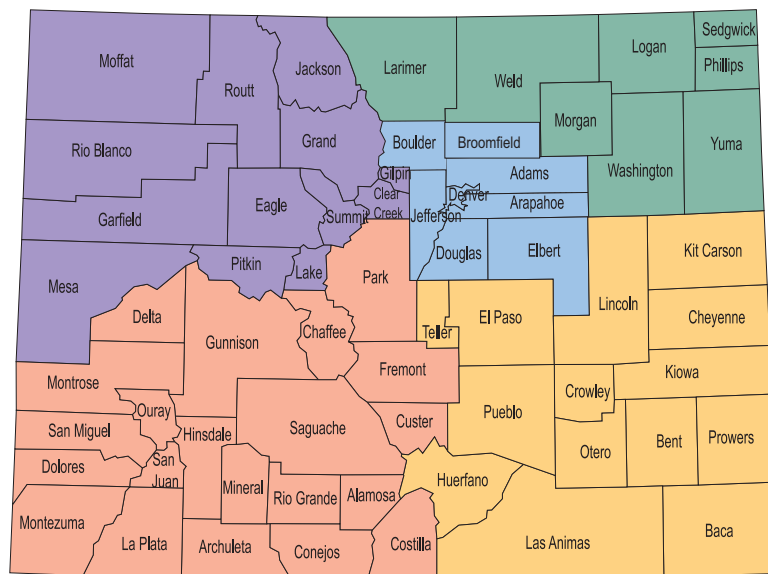 Moffat
Routt
Jackson
Larimer
Weld
Logan
Sedgwick
Phillips
Morgan
Yuma
Washington
Rio Blanco
Grand
Boulder
Broomfield
Gilpin
Clear
Creek
Adams
Denver
Arapahoe
Jefferson
Garfield
Eagle
Summit
Douglas
Elbert
Kit Carson
Lincoln
Mesa
Pitkin
Lake
Park
Delta
Gunnison
Chaffee
Teller
El Paso
Cheyenne
Fremont
Montrose
Kiowa
Crowley
Ouray
Pueblo
San Miguel
Hinsdale
Saguache
Custer
Otero
Bent
Prowers
Dolores
San
Juan
Mineral
Rio Grande
Alamosa
Huerfano
Montezuma
La Plata
Archuleta
Conejos
Costilla
Las Animas
Baca